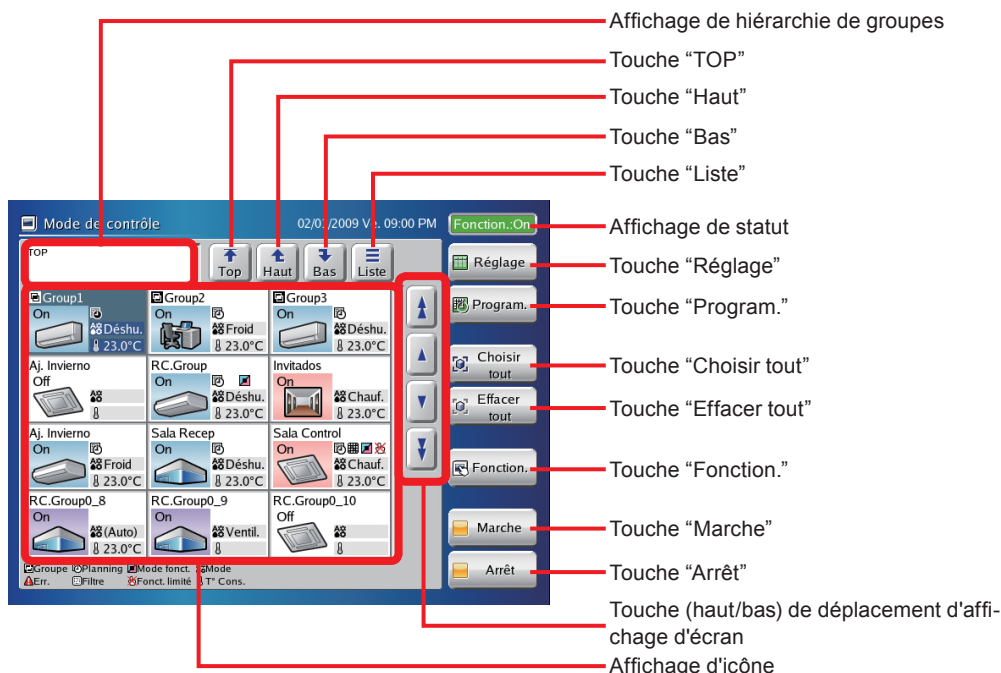 Affichage de hiérarchie de groupes
Touche “TOP”
Touche “Haut”
Touche “Bas”
Touche “Liste”
Mode de contrôle
02/01/2009 Ve. 09:00 PM
Fonction.:On
Affichage de statut
TOP
Top
Haut
Bas
Liste
Réglage
Touche “Réglage”
Program.
Touche “Program.”
Group1
On
Déshu.
23.0°C
Group2
On
Froid
23.0°C
Group3
On
Déshu.
23.0°C
Choisir
tout
Touche “Choisir tout”
Aj. Invierno
Off
RC.Group
On
Déshu.
23.0°C
Invitados
On
Chauf.
23.0°C
Effacer
tout
Touche “Effacer tout”
Aj. Invierno
On
Froid
23.0°C
Sala Recep
On
Déshu.
23.0°C
Sala Control
On
Chauf.
23.0°C
Fonction.
Touche “Fonction.”
RC.Group0_8
On
(Auto)
23.0°C
RC.Group0_9
On
Ventil.
RC.Group0_10
Off
Marche
Touche “Marche”
Arrêt
Touche “Arrêt”
Groupe Planning Mode fonct. Mode
Err. Filtre Fonct. limité T° Cons.
Touche (haut/bas) de déplacement d'affi-
chage d'écran
Affichage d'icône